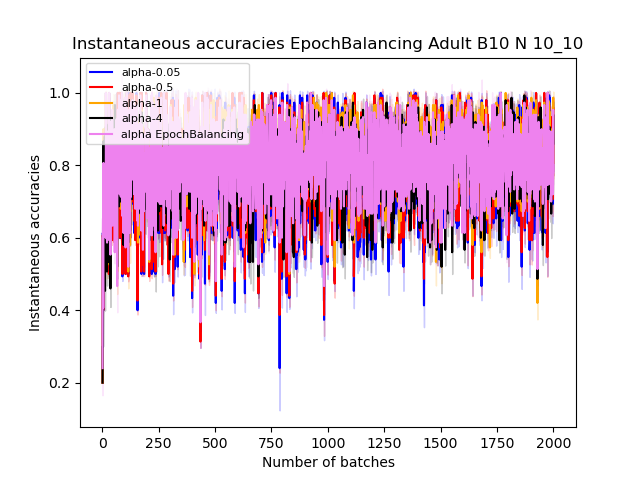 Instantaneous accuracies EpochBalancing Adult B10 N 10_10
alpha-0.05
alpha-0.5
alpha-1
alpha-4
alpha EpochBalancing
1.0
0.8
0.6
0.4
0.2
Instantaneous accuracies
0 250 500 750 1000 1250 1500 1750 2000
Number of batches